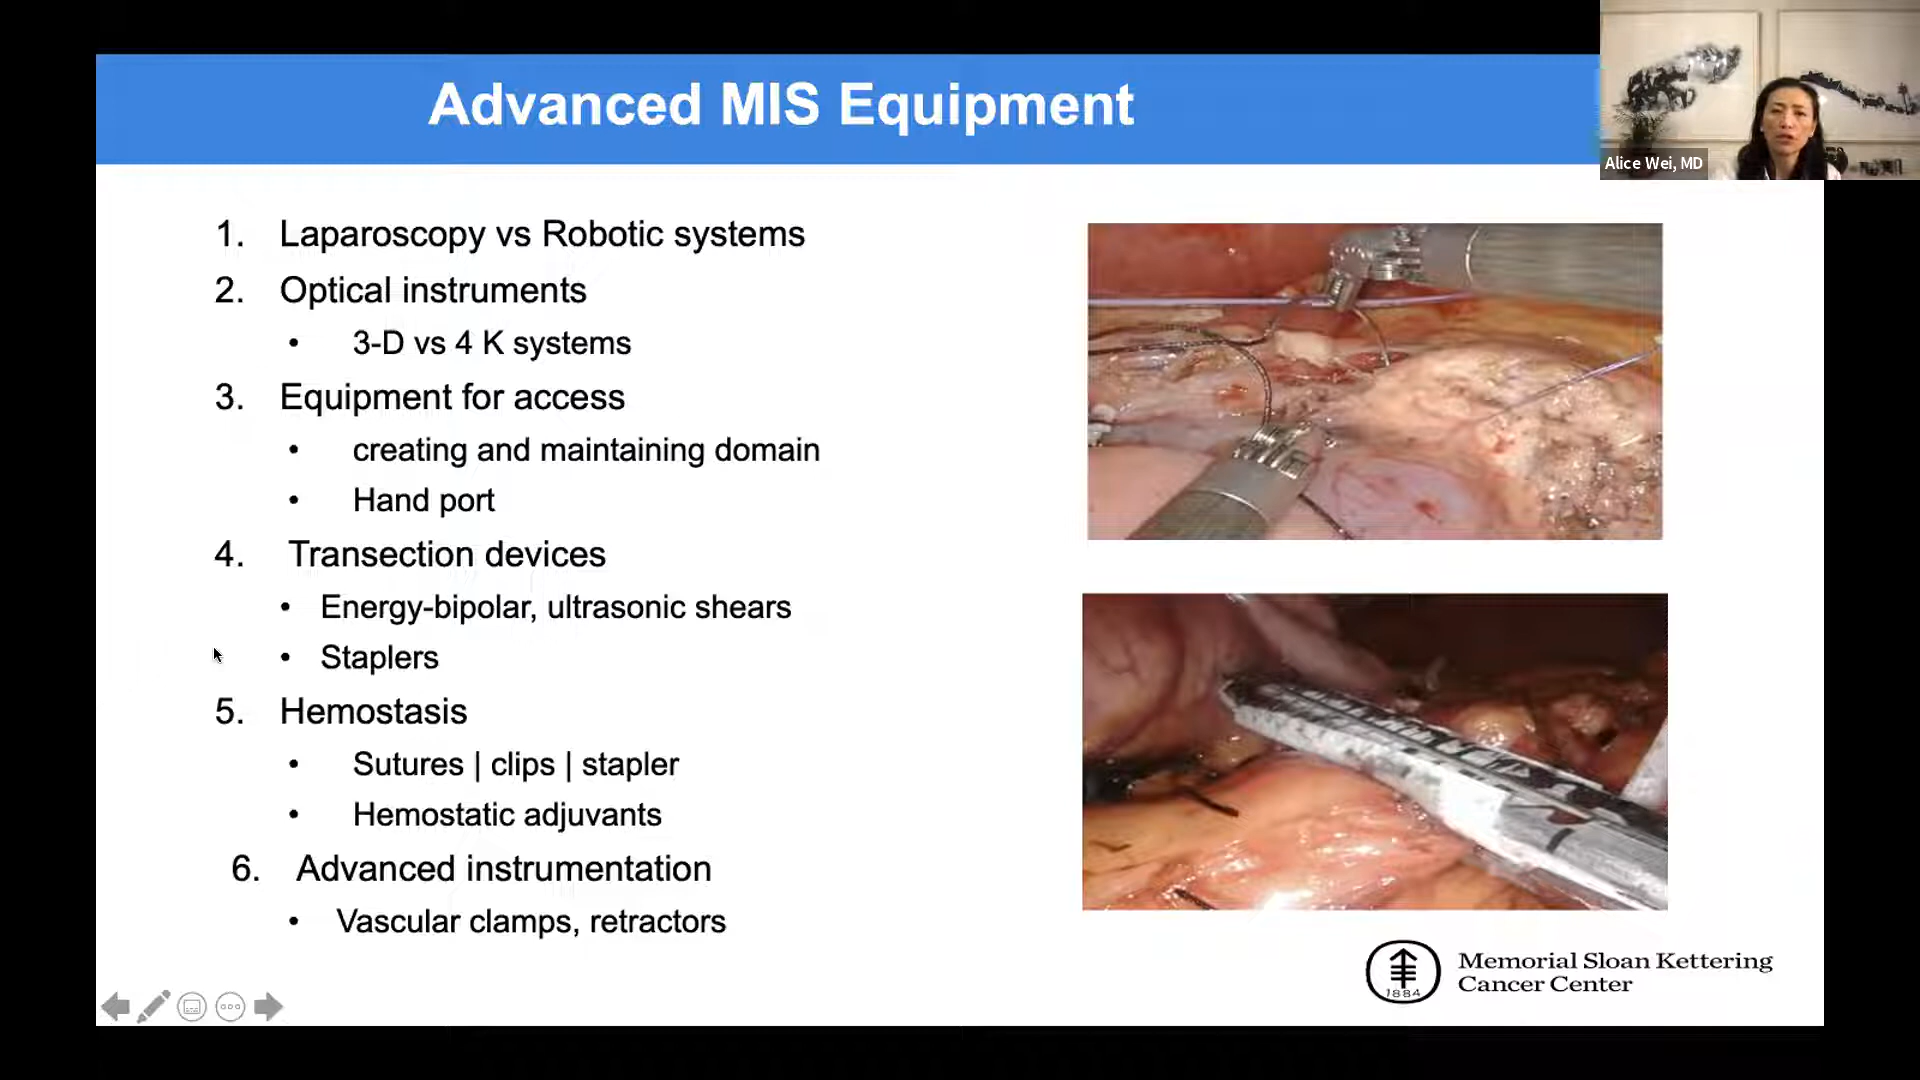 Advanced MIS Equipment
Alice Wei, MD
1. Laparoscopy vs Robotic systems
2. Optical instruments
• 3-D vs 4 K systems
3. Equipment for access
• creating and maintaining domain
• Hand port
4. Transection devices
• Energy-bipolar, ultrasonic shears
• Staplers
5. Hemostasis
• Sutures | clips | stapler
• Hemostatic adjuvants
6. Advanced instrumentation
• Vascular clamps, retractors
1884
Memorial Sloan Kettering
Cancer Center